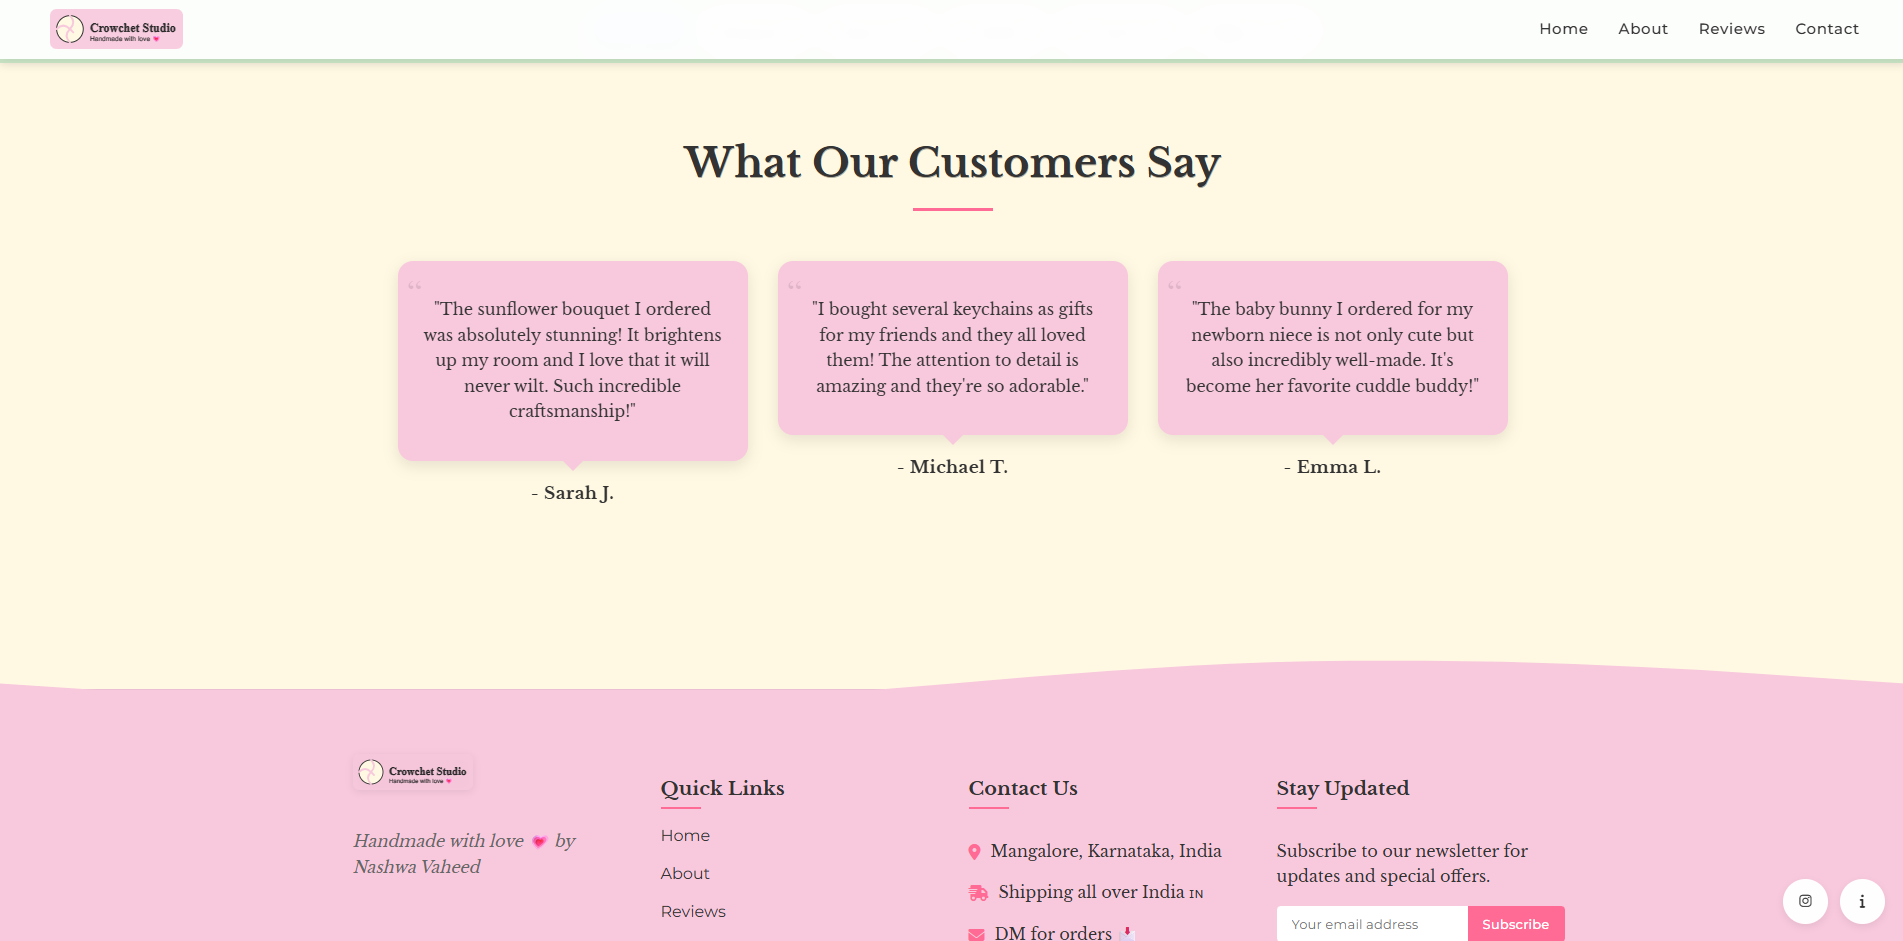 Crowchet Studio
Handmade with love 💗
Home
About
Reviews
Contact
What Our Customers Say
“
"The sunflower bouquet I ordered
was absolutely stunning! It brightens
up my room and I love that it will
never wilt. Such incredible
craftsmanship!"
- Sarah J.
“
"I bought several keychains as gifts
for my friends and they all loved
them! The attention to detail is
amazing and they're so adorable."
- Michael T.
“
"The baby bunny I ordered for my
newborn niece is not only cute but
also incredibly well-made. It's
become her favorite cuddle buddy!"
- Emma L.
Crowchet Studio
Handmade with love 💗
Handmade with love 💗 by
Nashwa Vaheed
Quick Links
Home
About
Reviews
Contact Us
Mangalore, Karnataka, India
Shipping all over India 🇮🇳
DM for orders 📩
Stay Updated
Subscribe to our newsletter for
updates and special offers.
Your email address
Subscribe